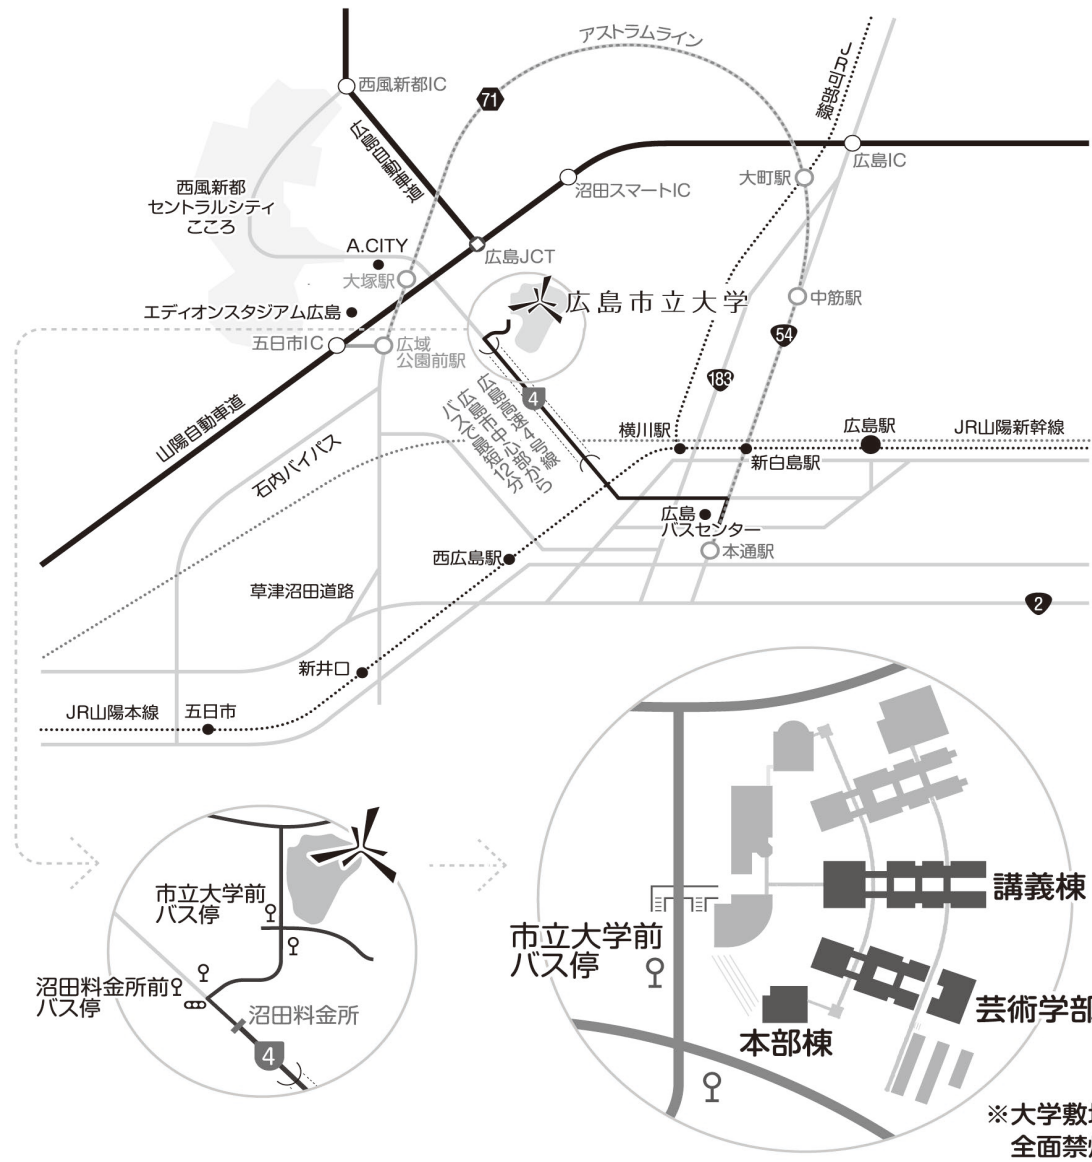 アストラムライン
JR可部線
西風新都IC
71
広島自動車道
広島IC
大町駅
沼田スマートIC
西風新都
セントラルシティ
こころ
A.CITY
広島JCT
大塚駅
広島市立大学
中筋駅
エディオンスタジアム広島
五日市IC
広域
公園前駅
54
183
4
広島高速4号線から
広島市中心部
バスで最短12分
山陽自動車道
石内バイパス
横川駅
広島駅
JR山陽新幹線
新白島駅
広島
バスセンター
本通駅
西広島駅
草津沼田道路
2
新井口
JR山陽本線
五日市
市立大学前
バス停
沼田料金所前
バス停
沼田料金所
4
講義棟
市立大学前
バス停
芸術学部
本部棟
※大学敷
全面禁